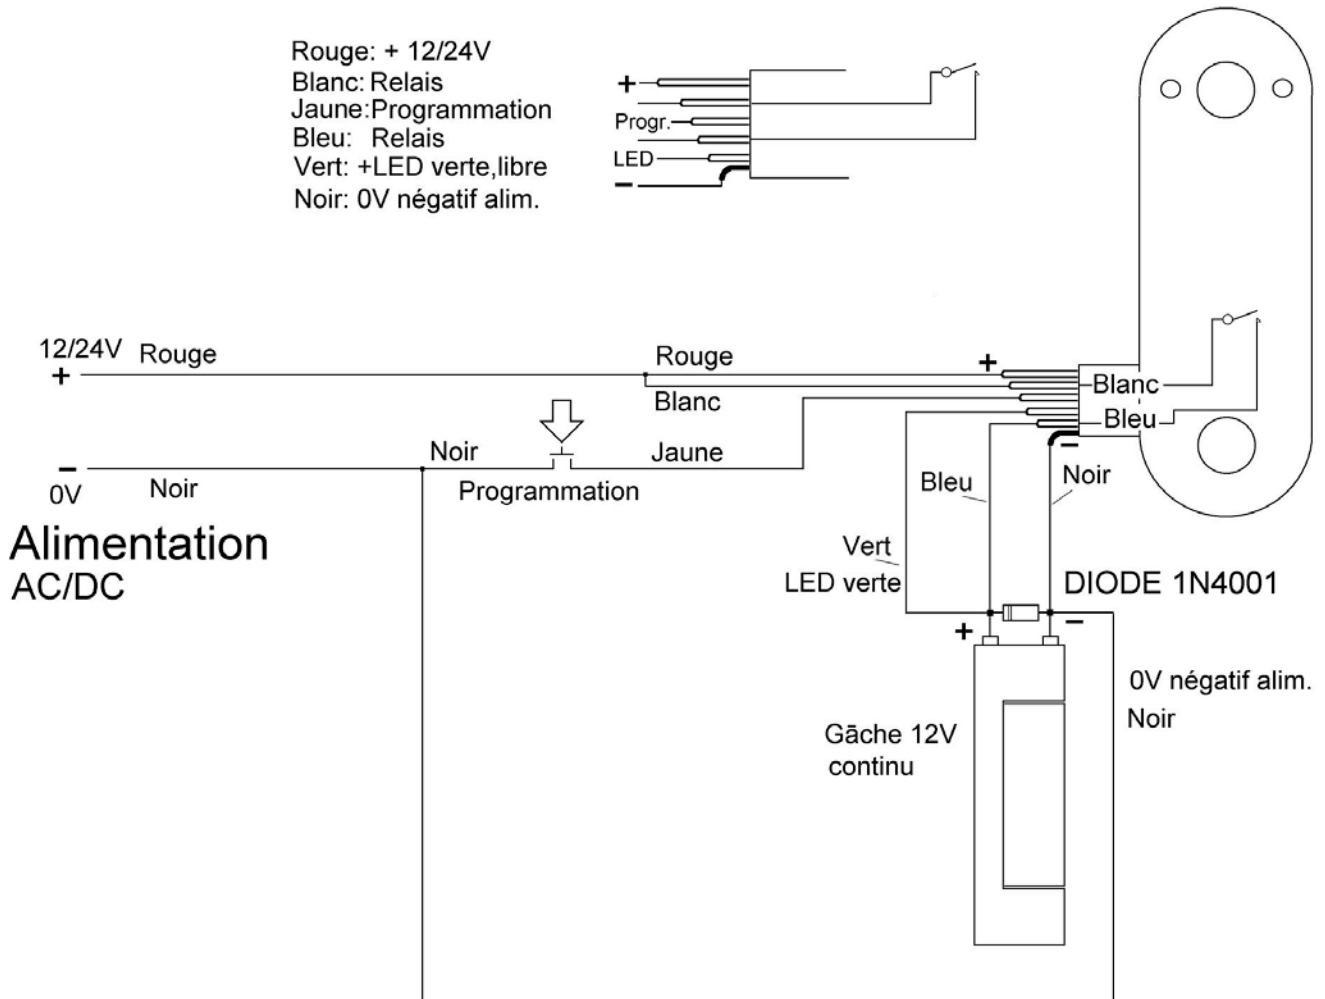 Rouge: + 12/24V
Blanc: Relais
Jaune:Programmation
Bleu: Relais
Vert: +LED verte,libre
Noir: 0V négatif alim.
+
Progr.
LED
−
12/24V
Rouge
+
Rouge
+
Blanc
Blanc
Bleu
−
Noir
Jaune
−
0V
Noir
Programmation
Bleu
Noir
Alimentation
AC/DC
Vert
LED verte
DIODE 1N4001
+
−
0V négatif alim.
Noir
Gāche 12V
continu